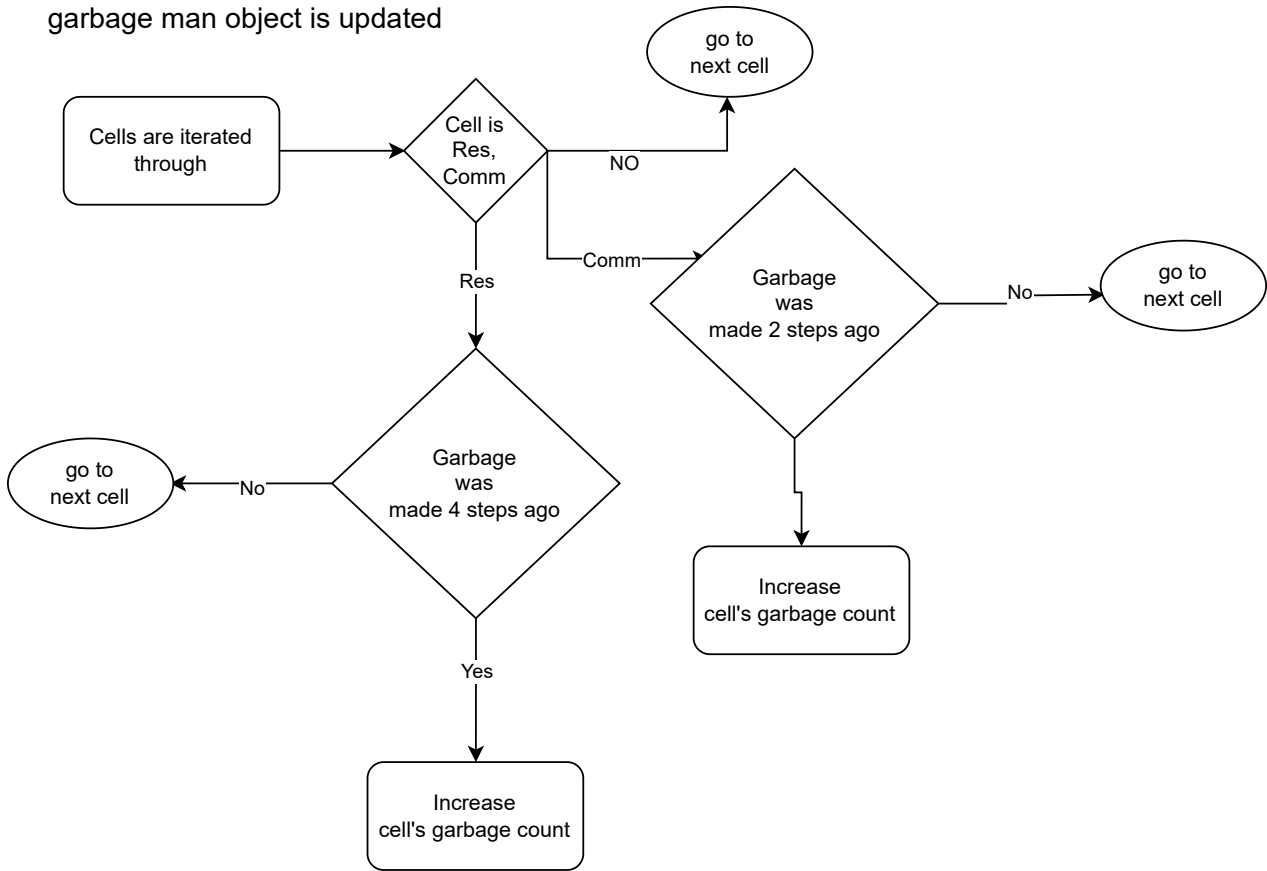 garbage man object is updated
go to
next cell
Cells are iterated
through
Cell is
Res,
Comm
NO
Comm
Res
Garbage
was
made 2 steps ago
No
go to
next cell
Garbage
was
made 4 steps ago
No
go to
next cell
Increase
cell's garbage count
Yes
Increase
cell's garbage count